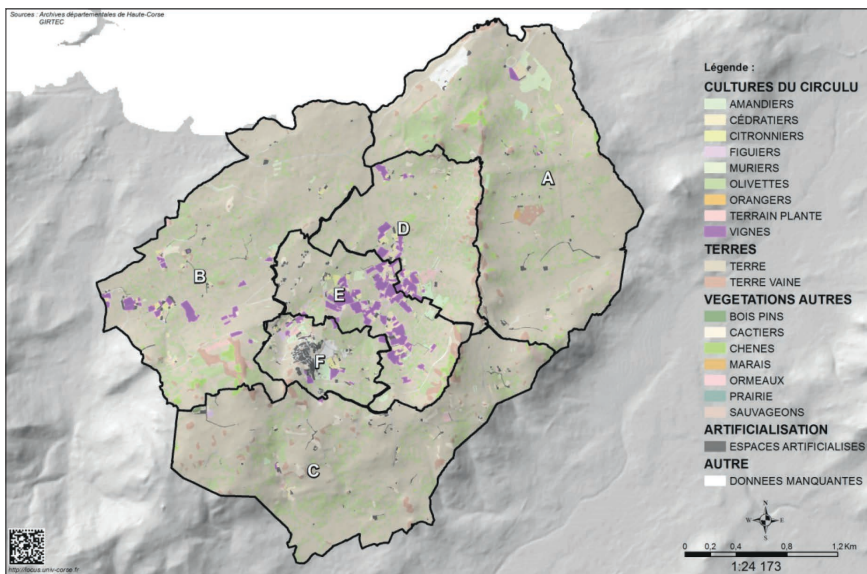 Sources : Archives départementales de Haute-Corse
GIRTEC
A
B
D
E
F
C
Légende :
CULTURES DU CIRCULU
AMANDIERS
CÉDRATIERS
CITRONNIERS
FIGUIERS
MURIERS
OLIVETTES
ORANGERS
TERRAIN PLANTE
VIGNES
TERRES
TERRE
TERRE VAINE
VEGETATIONS AUTRES
BOIS PINS
CACTIERS
CHENES
MARAIS
ORMEAUX
PRAIRIE
SAUVAGEONS
ARTIFICIALISATION
ESPACES ARTIFICIALISES
AUTRE
DONNEES MANQUANTES
N
W E
S
0 0,2 0,4 0,8 1,2 Km
1:24 173
http://locus.univ-corse.fr